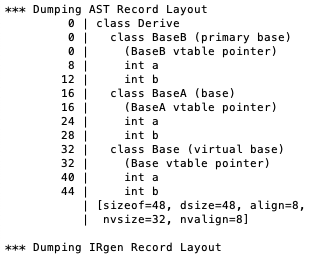 *** Dumping AST Record Layout
         0 | class Derive
         0 |   class BaseB (primary base)
         0 |     (BaseB vtable pointer)
         8 |     int a
        12 |     int b
        16 |   class BaseA (base)
        16 |     (BaseA vtable pointer)
        24 |     int a
        28 |     int b
        32 |   class Base (virtual base)
        32 |     (Base vtable pointer)
        40 |     int a
        44 |     int b
           | [sizeof=48, dsize=48, align=8,
           |  nvsize=32, nvalign=8]
*** Dumping IRgen Record Layout